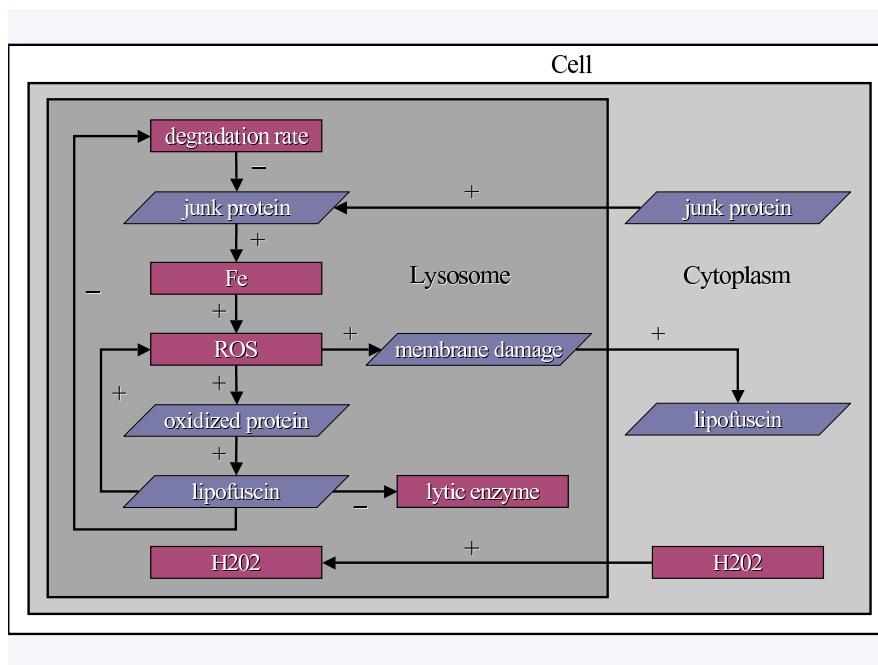 Cell
degradation rate
−
+
junk protein
junk protein
+
Fe
Lysosome
Cytoplasm
−
+
+
+
ROS
membrane damage
+
+
oxidized protein
lipofuscin
+
lipofuscin
lytic enzyme
−
+
H202
H202